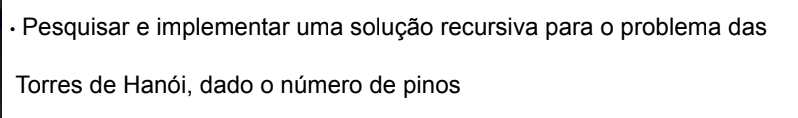 · Pesquisar e implementar uma solução recursiva para o problema das
Torres de Hanói, dado o número de pinos